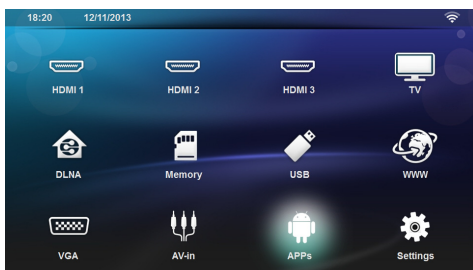 18:20 12/11/2013
HDMI 1 HDMI 2 HDMI 3 TV
DLNA Memory USB WWW
VGA AV-in APPs Settings